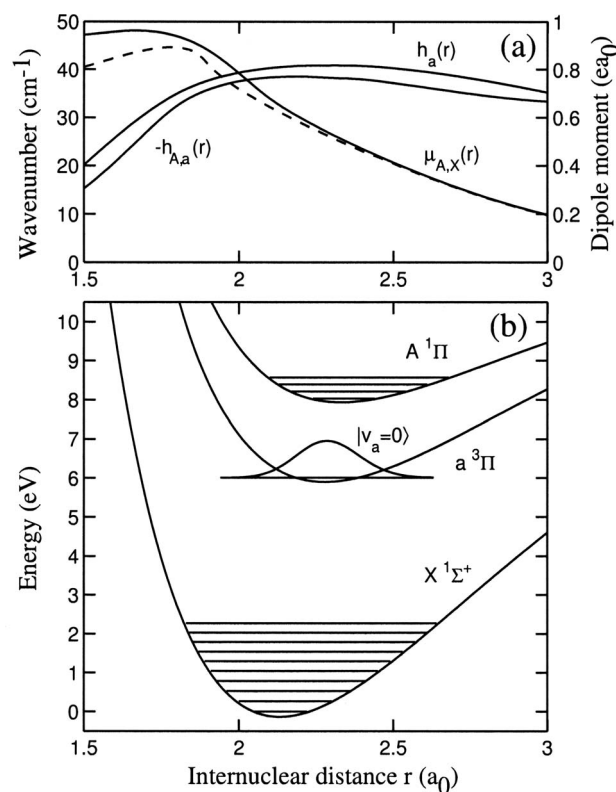 50
40
30
20
10
0
Wavenumber (cm⁻¹)
1
0.8
0.6
0.4
0.2
0
Dipole moment (ea₀)
(a)
hₐ(r)
-h_A,a(r)
μ_A,X(r)
1.5
2
2.5
3
10
9
8
7
6
5
4
3
2
1
0
Energy (eV)
(b)
A ¹Π
|vₐ=0⟩
a ³Π
X ¹Σ⁺
1.5
2
2.5
3
Internuclear distance r (a₀)